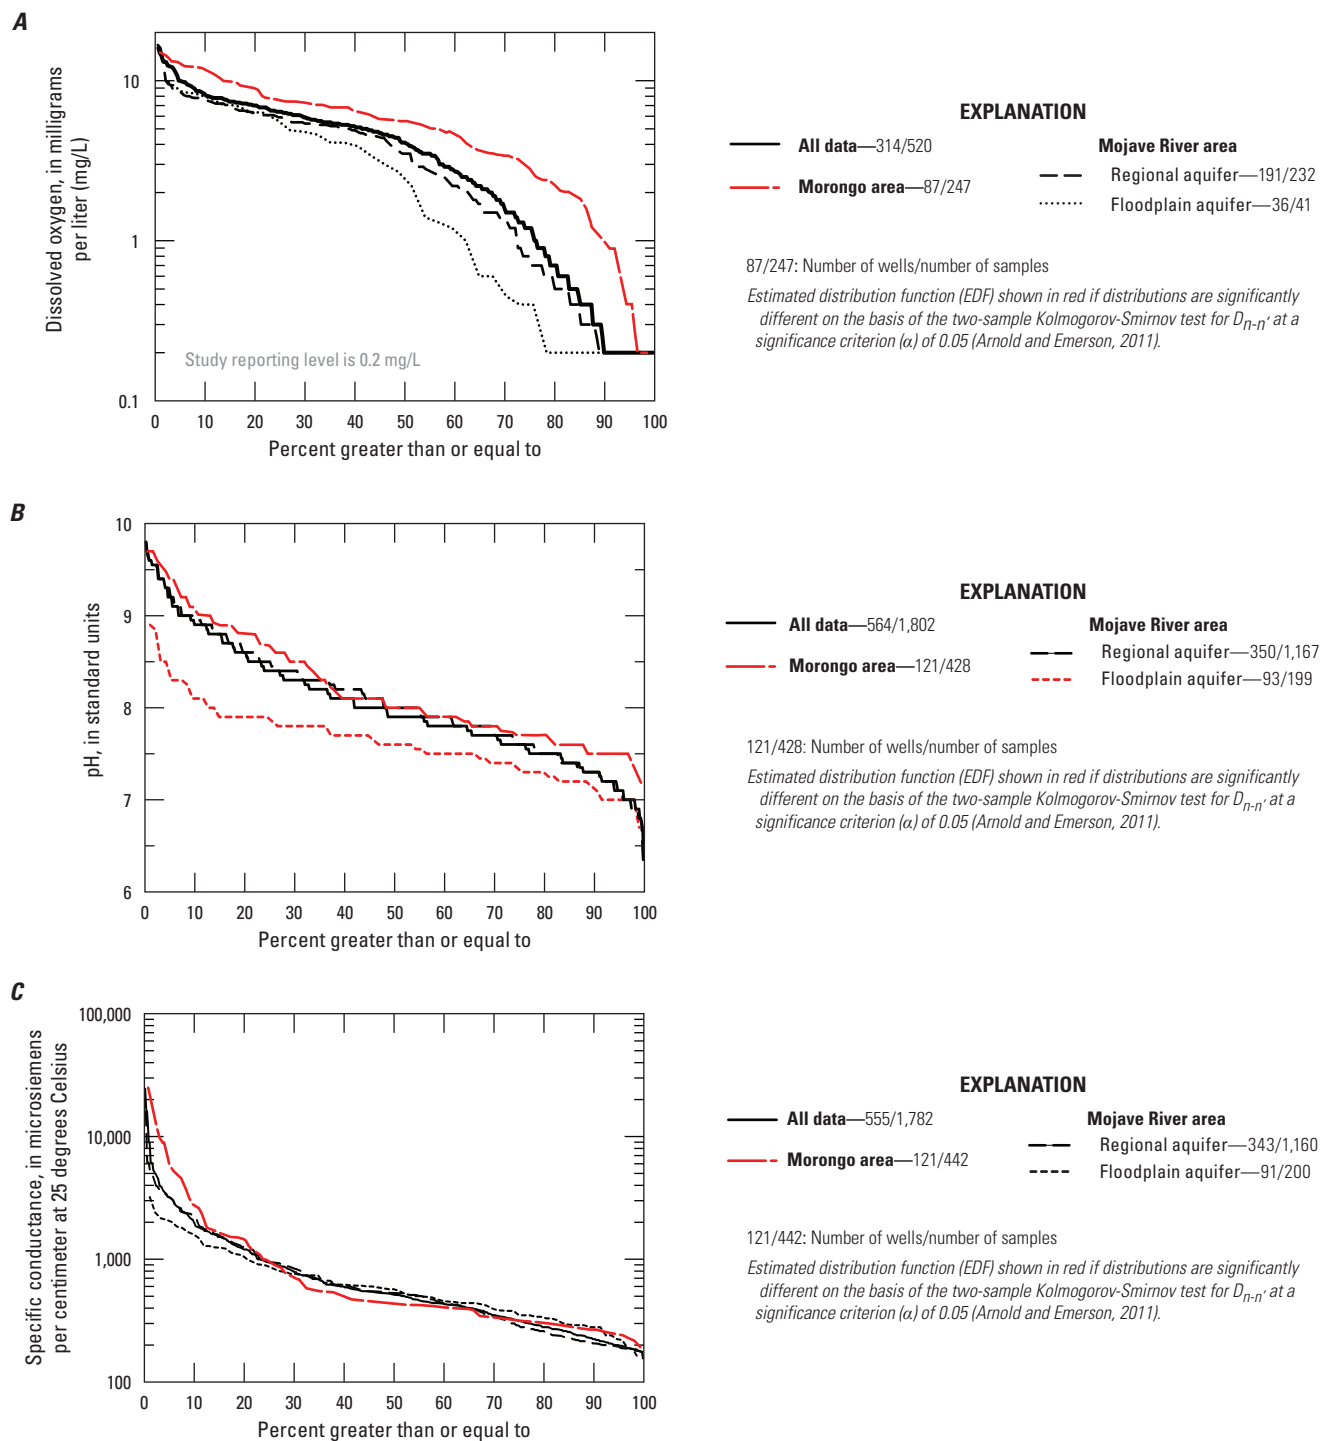 A
Dissolved oxygen, in milligrams
per liter (mg/L)
10
1
0.1
Study reporting level is 0.2 mg/L
0 10 20 30 40 50 60 70 80 90 100
Percent greater than or equal to
EXPLANATION
All data—314/520
Morongo area—87/247
Mojave River area
Regional aquifer—191/232
Floodplain aquifer—36/41
87/247: Number of wells/number of samples
Estimated distribution function (EDF) shown in red if distributions are significantly
different on the basis of the two-sample Kolmogorov-Smirnov test for Dn-n′ at a
significance criterion (α) of 0.05 (Arnold and Emerson, 2011).
B
pH, in standard units
10
9
8
7
6
0 10 20 30 40 50 60 70 80 90 100
Percent greater than or equal to
EXPLANATION
All data—564/1,802
Morongo area—121/428
Mojave River area
Regional aquifer—350/1,167
Floodplain aquifer—93/199
121/428: Number of wells/number of samples
Estimated distribution function (EDF) shown in red if distributions are significantly
different on the basis of the two-sample Kolmogorov-Smirnov test for Dn-n′ at a
significance criterion (α) of 0.05 (Arnold and Emerson, 2011).
C
Specific conductance, in microsiemens
per centimeter at 25 degrees Celsius
100,000
10,000
1,000
100
0 10 20 30 40 50 60 70 80 90 100
Percent greater than or equal to
EXPLANATION
All data—555/1,782
Morongo area—121/442
Mojave River area
Regional aquifer—343/1,160
Floodplain aquifer—91/200
121/442: Number of wells/number of samples
Estimated distribution function (EDF) shown in red if distributions are significantly
different on the basis of the two-sample Kolmogorov-Smirnov test for Dn-n′ at a
significance criterion (α) of 0.05 (Arnold and Emerson, 2011).